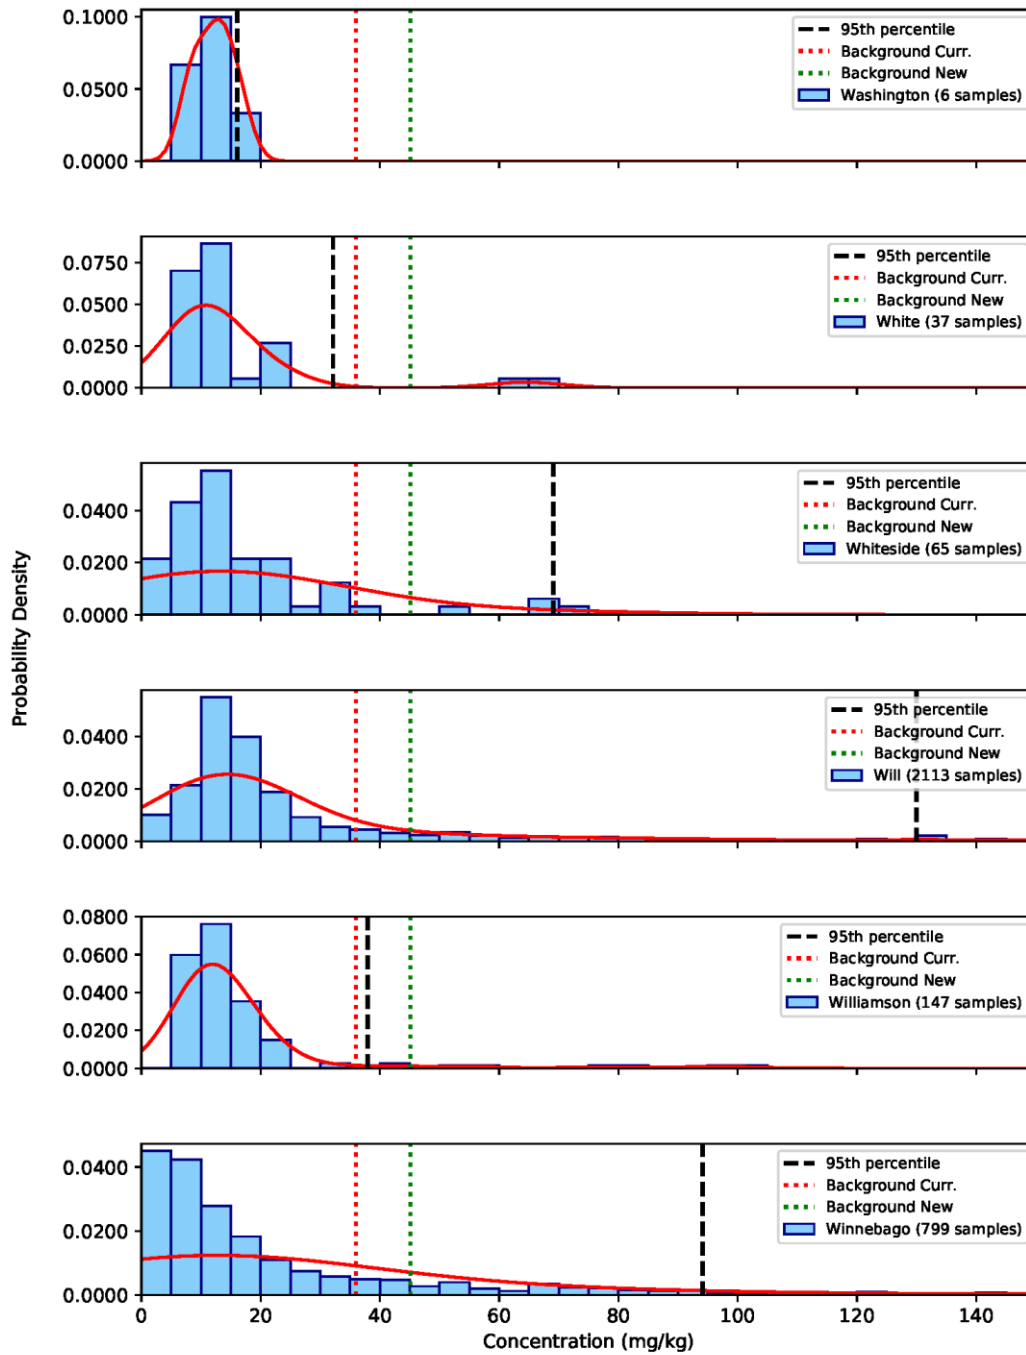 0.1000
0.0500
0.0000
95th percentile
Background Curr.
Background New
Washington (6 samples)
0.0750
0.0500
0.0250
0.0000
95th percentile
Background Curr.
Background New
White (37 samples)
0.0400
0.0200
0.0000
95th percentile
Background Curr.
Background New
Whiteside (65 samples)
Probability Density
0.0400
0.0200
0.0000
95th percentile
Background Curr.
Background New
Will (2113 samples)
0.0800
0.0600
0.0400
0.0200
0.0000
95th percentile
Background Curr.
Background New
Williamson (147 samples)
0.0400
0.0200
0.0000
95th percentile
Background Curr.
Background New
Winnebago (799 samples)
0 20 40 60 80 100 120 140
Concentration (mg/kg)